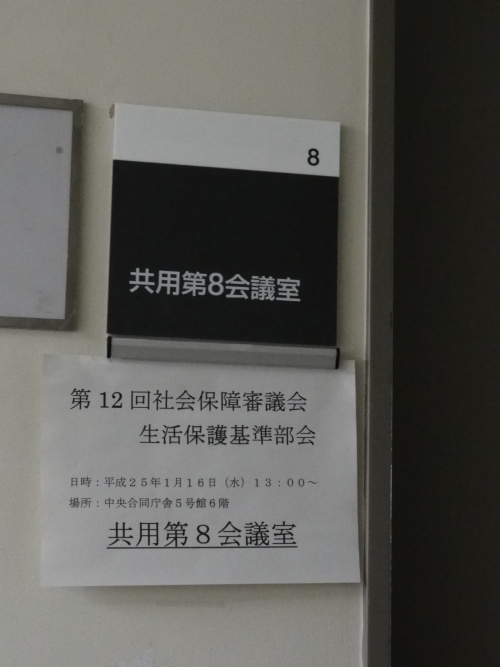 8
共用第8会議室
第12回社会保障審議会
生活保護基準部会
日時：平成２５年１月１６日（水）１３：００～
場所：中央合同庁舎５号館６階
共用第８会議室